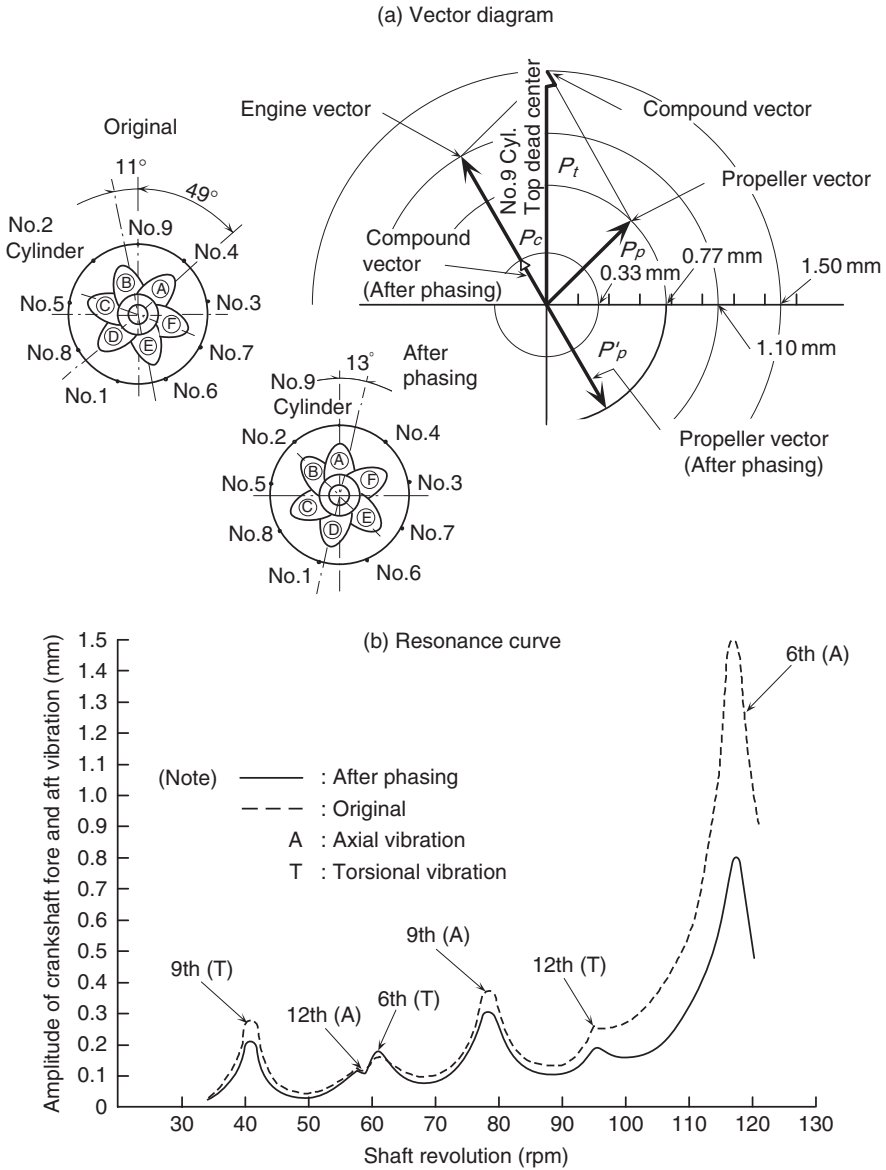 (a) Vector diagram
Engine vector
No.9 Cyl.
Top dead center
Compound vector
Original
11°
49°
P_t
Propeller vector
No.2
Cylinder
No.9
No.4
P_c
P_p
Compound
vector
(After phasing)
0.33 mm
0.77 mm
1.50 mm
B
A
No.5
C
No.3
F
D
E
No.8
No.7
No.1
No.6
P'_p
1.10 mm
13°
After
phasing
No.9
Cylinder
Propeller vector
(After phasing)
No.2
No.4
A
B
F
No.5
No.3
C
E
D
No.8
No.7
No.1
No.6
(b) Resonance curve
Amplitude of crankshaft fore and aft vibration (mm)
1.5
1.4
1.3
1.2
1.1
1.0
0.9
0.8
0.7
0.6
0.5
0.4
0.3
0.2
0.1
0
6th (A)
(Note)
: After phasing
: Original
A : Axial vibration
T : Torsional vibration
9th (A)
9th (T)
12th (A)
6th (T)
12th (T)
30 40 50 60 70 80 90 100 110 120 130
Shaft revolution (rpm)